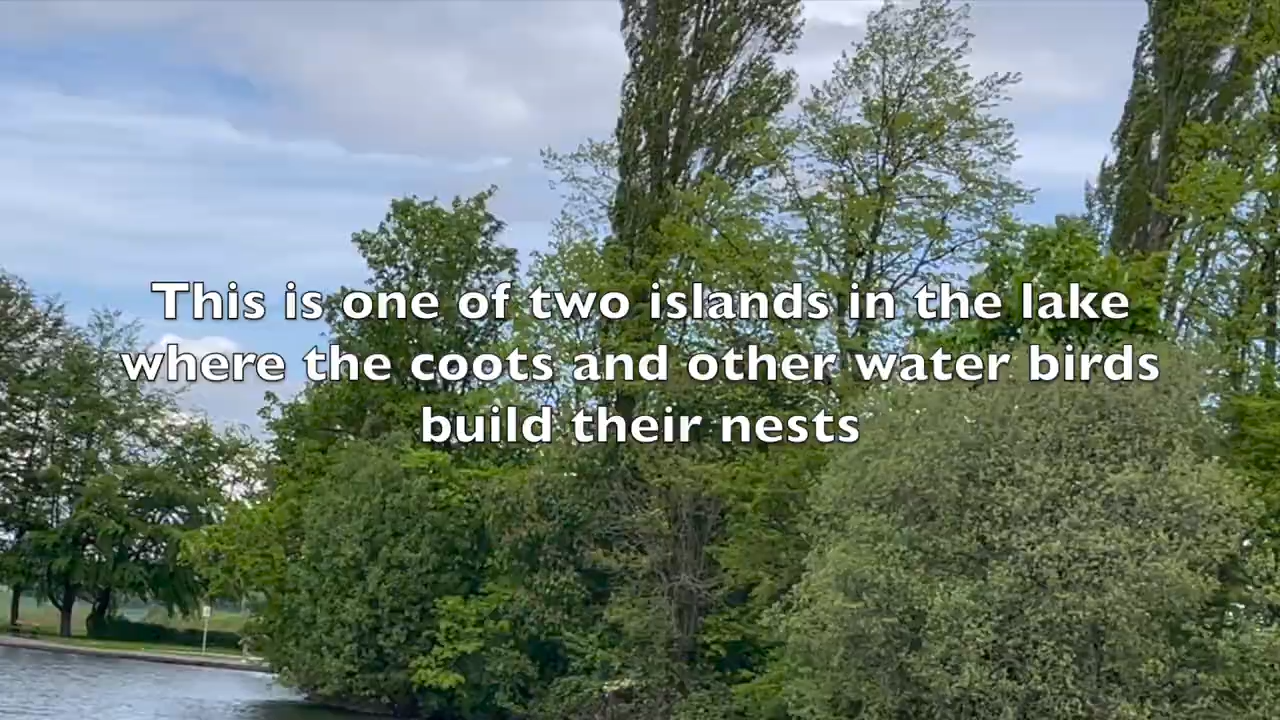 This is one of two islands in the lake
where the coots and other water birds
build their nests